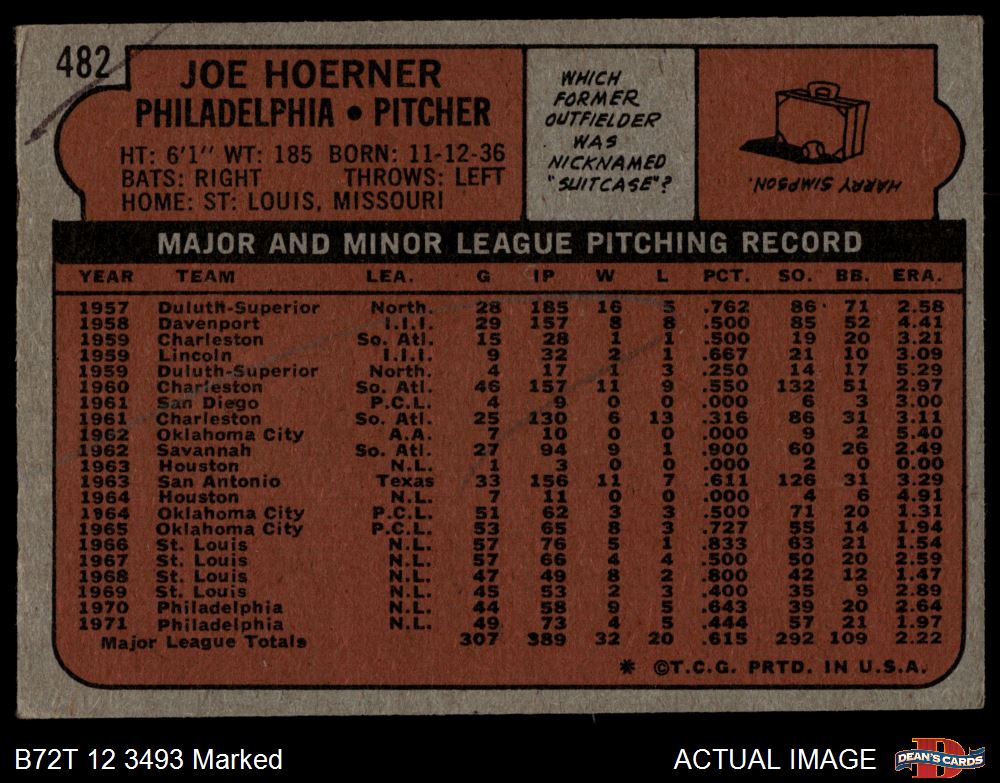 482
JOE HOERNER
PHILADELPHIA • PITCHER
HT: 6'1" WT: 185 BORN: 11-12-36
BATS: RIGHT THROWS: LEFT
HOME: ST: LOUIS, MISSOURI
WHICH
FORMER
OUTFIELDER
WAS
NICKNAMED
"SUITCASE"?
HARRY SIMPSON.
MAJOR AND MINOR LEAGUE PITCHING RECORD
YEAR TEAM LEA. G IP W L PCT. SO. BB. ERA.
1957 Duluth-Superior North. 28 185 16 5 .762 86 71 2.58
1958 Davenport I.I.I. 29 157 8 8 .500 85 52 4.41
1959 Charleston So. Atl. 15 28 1 1 .500 19 20 3.21
1959 Lincoln I.I.I. 9 32 2 1 .667 21 10 3.09
1959 Duluth-Superior North. 4 17 1 3 .250 14 17 5.29
1960 Charleston So. Atl. 46 157 11 9 .550 132 51 2.97
1961 San Diego P.C.L. 4 9 0 0 .000 6 3 3.00
1961 Charleston So. Atl. 25 130 6 13 .316 86 31 3.11
1962 Oklahoma City A.A. 7 10 0 0 .000 9 2 5.40
1962 Savannah So. Atl. 27 94 9 1 .900 60 26 2.49
1963 Houston N.L. 1 3 0 0 .000 2 0 0.00
1963 San Antonio Texas 33 156 11 7 .611 126 31 3.29
1964 Houston N.L. 7 11 0 0 .000 4 6 4.91
1964 Oklahoma City P.C.L. 51 62 3 3 .500 71 20 1.31
1965 Oklahoma City P.C.L. 53 65 8 3 .727 55 14 1.94
1966 St. Louis N.L. 57 76 5 1 .833 63 21 1.54
1967 St. Louis N.L. 57 66 4 4 .500 50 20 2.59
1968 St. Louis N.L. 47 49 8 2 .800 42 12 1.47
1969 St. Louis N.L. 45 53 2 3 .400 35 9 2.89
1970 Philadelphia N.L. 44 58 9 5 .643 39 20 2.64
1971 Philadelphia N.L. 49 73 4 5 .444 57 21 1.97
Major League Totals 307 389 32 20 .615 292 109 2.22
* ©T.C.G. PRTD. IN U.S.A.
B72T 12 3493 Marked
ACTUAL IMAGE
D
DEAN'S CARDS